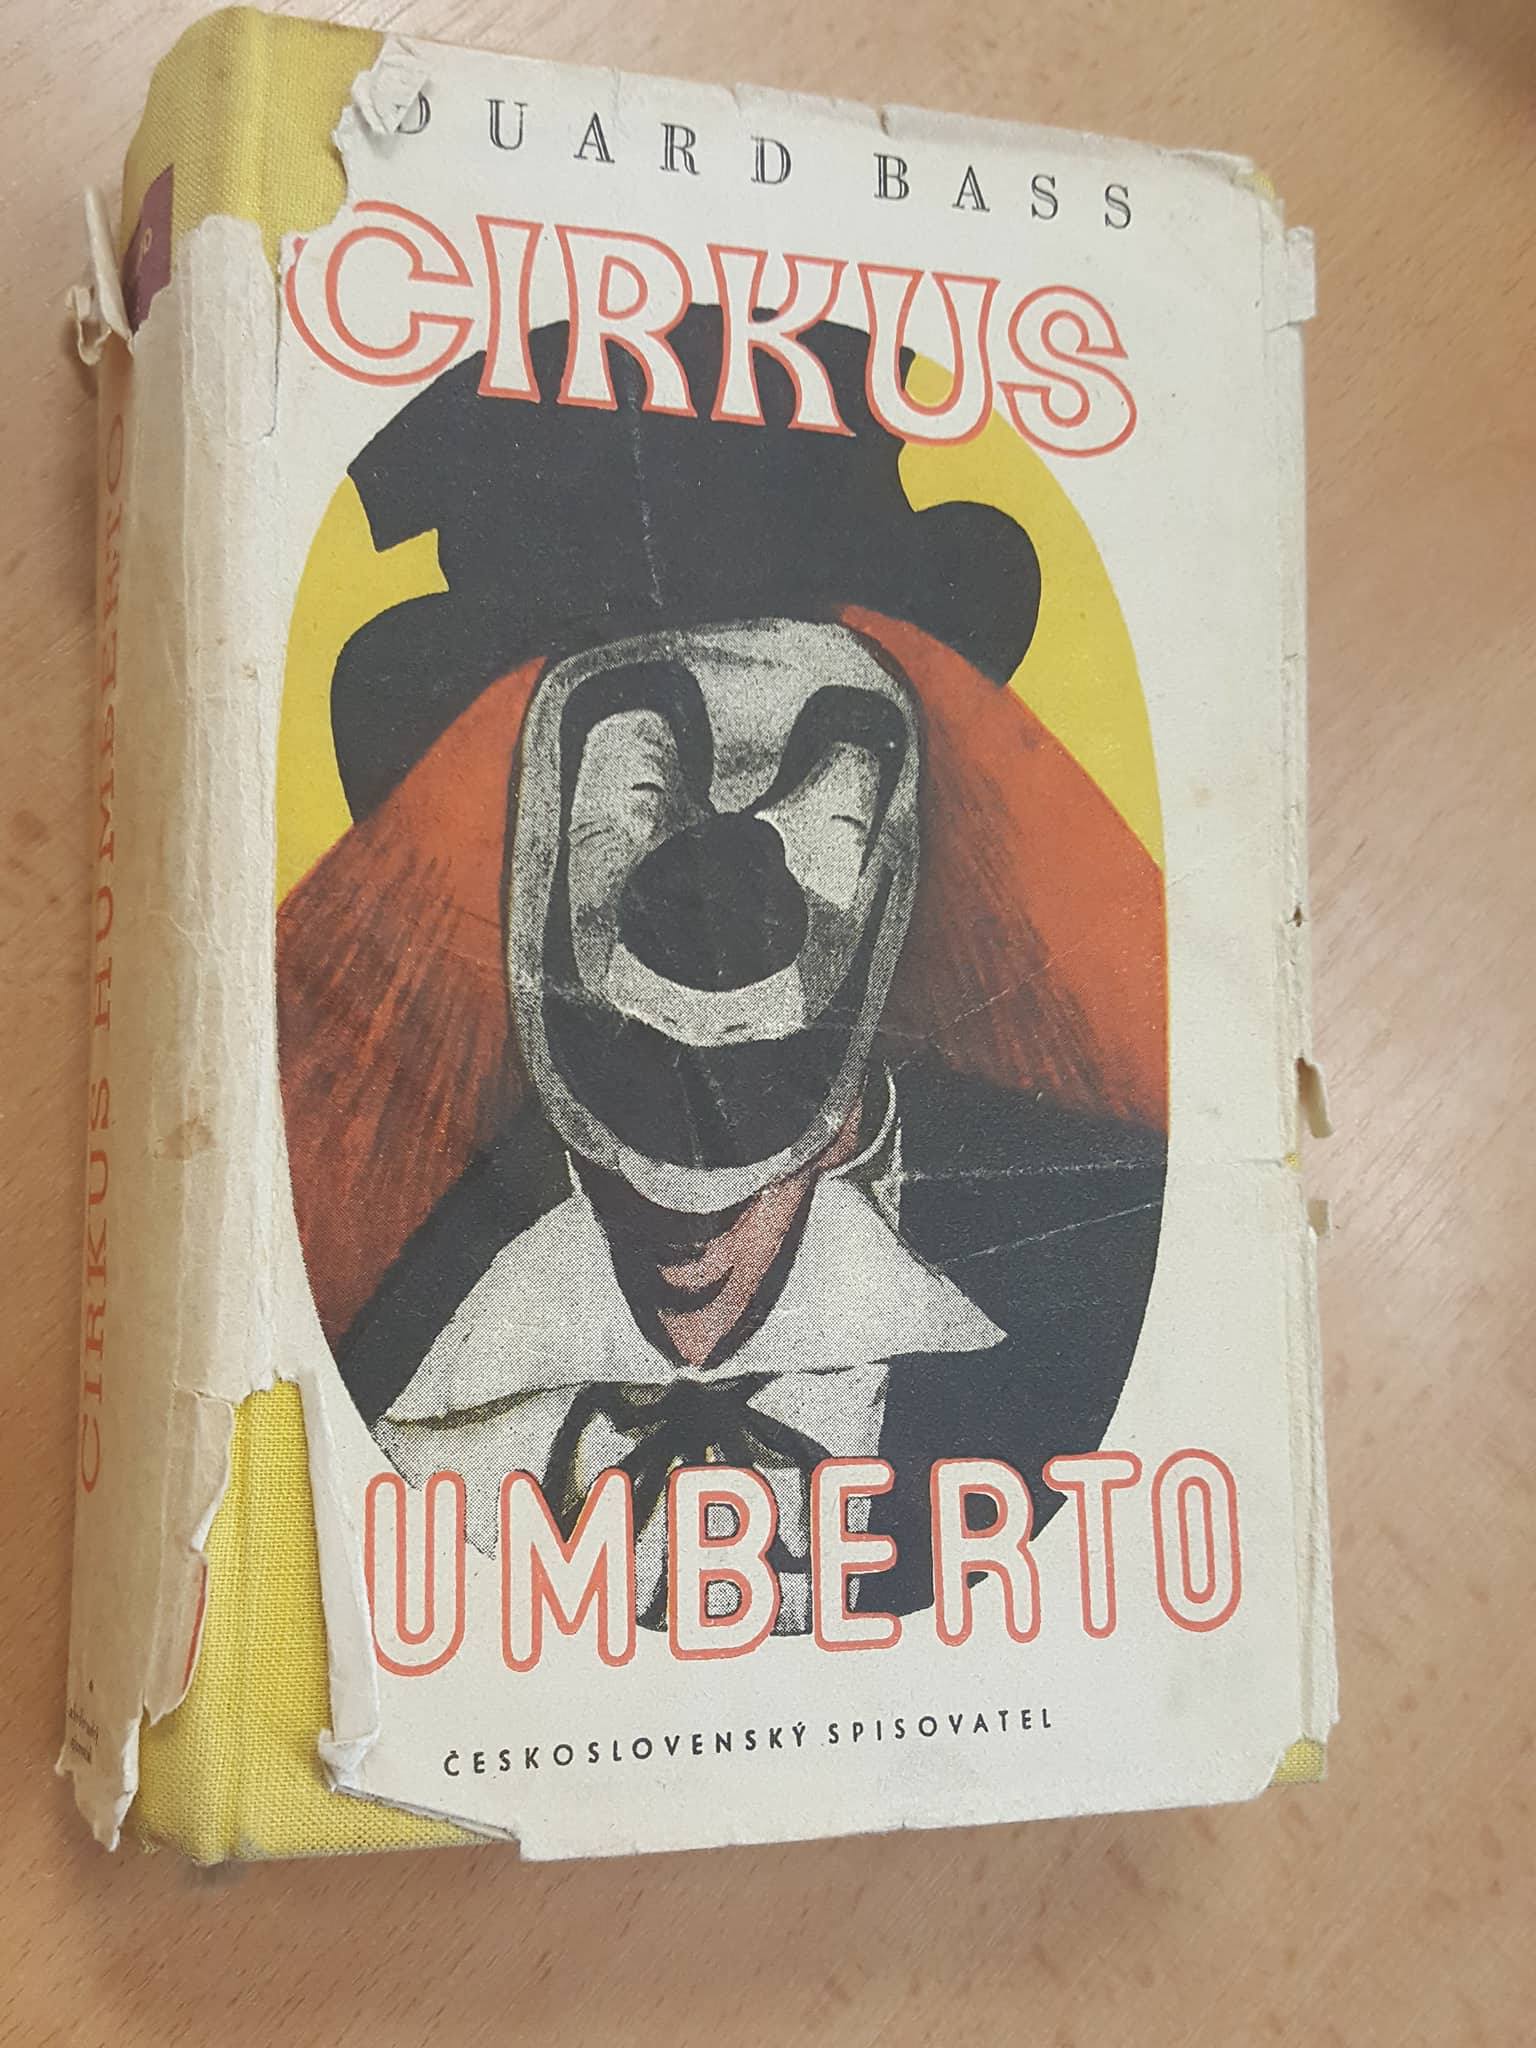 DUARD BASS
CIRKUS
UMBERTO
ČESKOSLOVENSKÝ SPISOVATEL
CIRKUS HUMBERTO